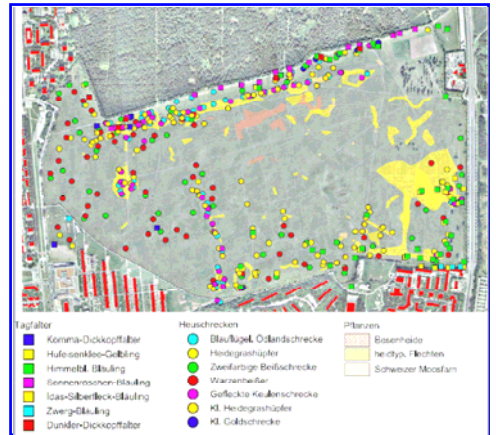 Tagfalter
Komma-Dickkopffalter
Hufeisenklee-Gelbling
Himmelbl. Bläuling
Sonnenröschen-Bläuling
Idas-Silberfleck-Bläuling
Zwerg-Bläuling
Dunkler-Dickkopffalter
Heuschrecken
Blauflügel. Ödlandschrecke
Heidegrashüpfer
Zweifarbige Beißschrecke
Warzenbeißer
Gefleckte Keulenschrecke
Kl. Heidegrashüpfer
Kl. Goldschrecke
Pflanzen
Besenheide
heidtyp. Flechten
Schweizer Moosfarn